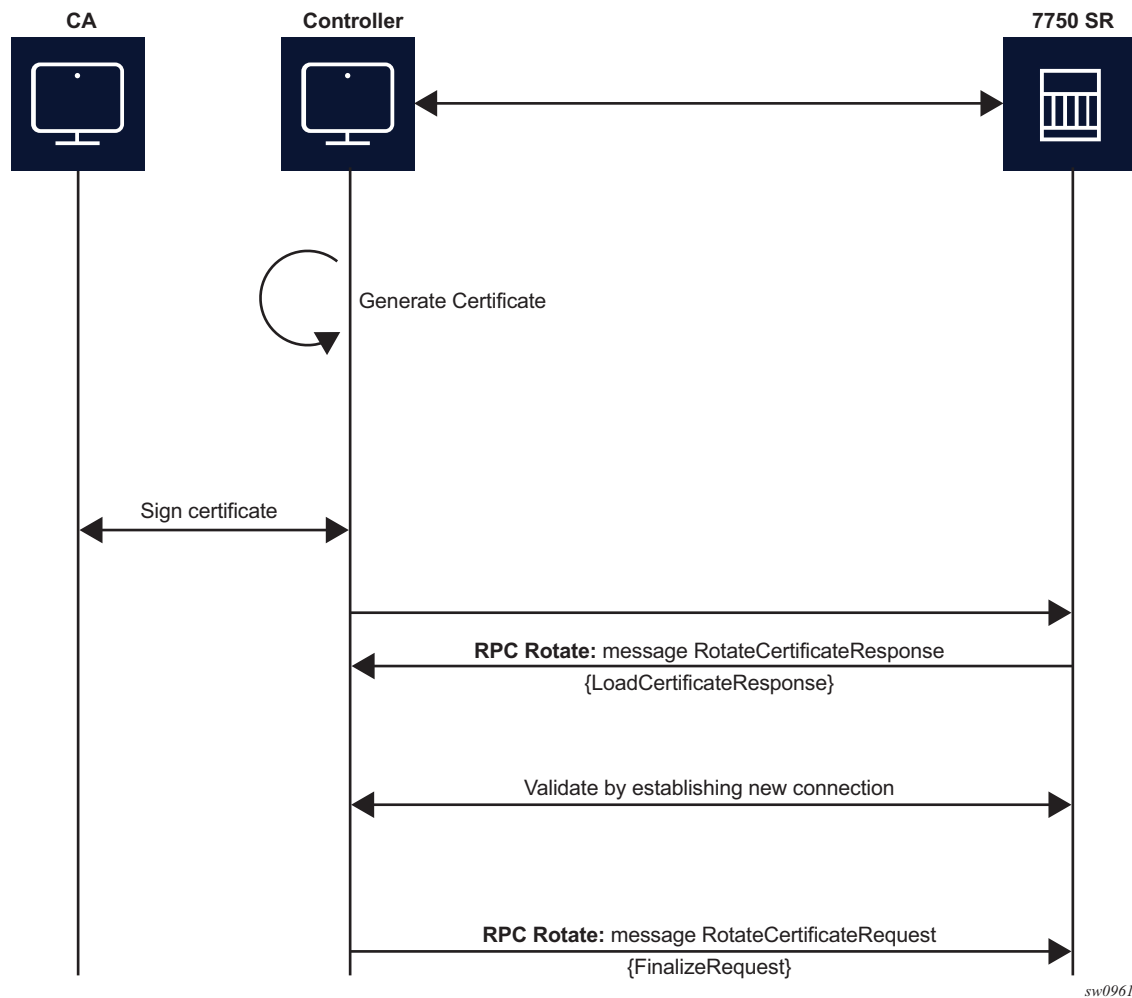 CA
Controller
7750 SR
Generate Certificate
Sign certificate
RPC Rotate: message RotateCertificateResponse
{LoadCertificateResponse}
Validate by establishing new connection
RPC Rotate: message RotateCertificateRequest
{FinalizeRequest}
sw0961